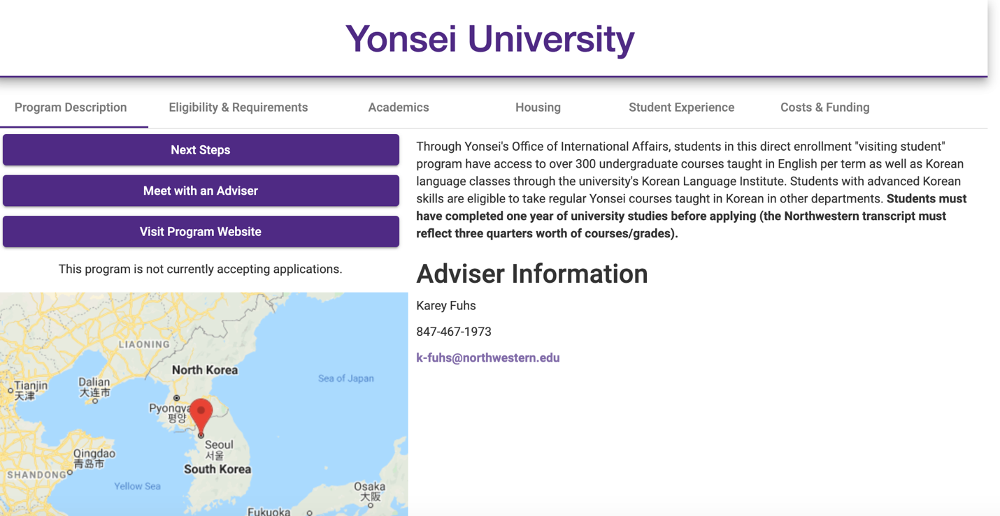 Yonsei University
Program Description
Eligibility & Requirements
Academics
Housing
Student Experience
Costs & Funding
Next Steps
Meet with an Adviser
Visit Program Website
This program is not currently accepting applications.
Through Yonsei's Office of International Affairs, students in this direct enrollment "visiting student"
program have access to over 300 undergraduate courses taught in English per term as well as Korean
language classes through the university's Korean Language Institute. Students with advanced Korean
skills are eligible to take regular Yonsei courses taught in Korean in other departments. Students must
have completed one year of university studies before applying (the Northwestern transcript must
reflect three quarters worth of courses/grades).
Adviser Information
Karey Fuhs
847-467-1973
k-fuhs@northwestern.edu
LIAONING
North Korea
Sea of Japan
Tianjin
天津
Dalian
大连市
Pyongya
평양
Seoul
서울
South Korea
Qingdao
青岛市
SHANDONG
Yellow Sea
Osaka
大阪
Fukuoka